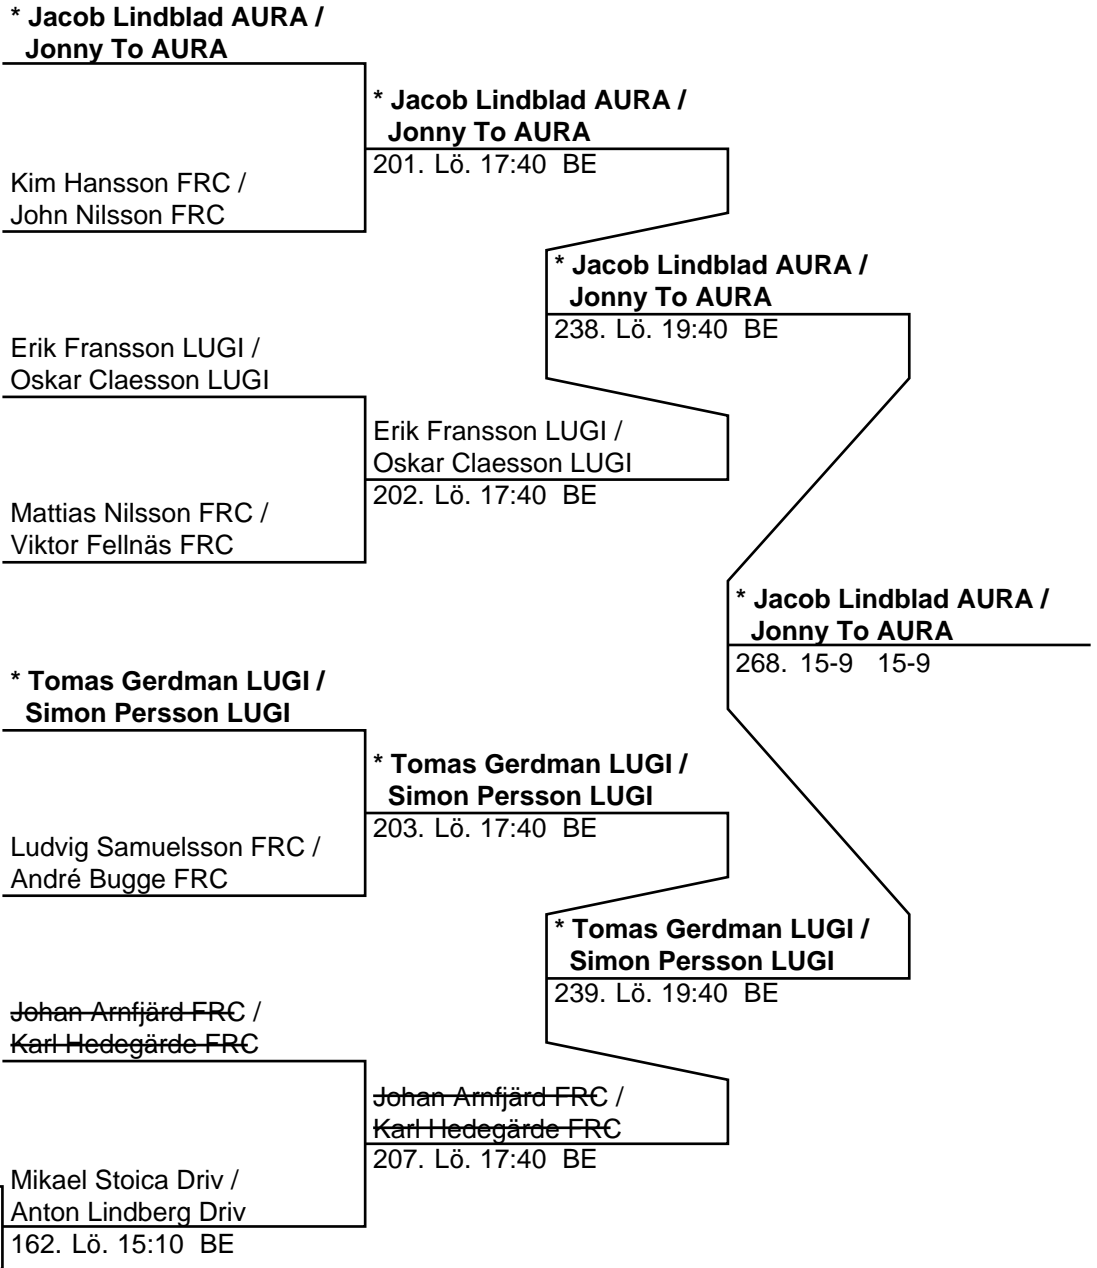 * Jacob Lindblad AURA /
Jonny To AURA
* Jacob Lindblad AURA /
Jonny To AURA
201. Lö. 17:40 BE
Kim Hansson FRC /
John Nilsson FRC
* Jacob Lindblad AURA /
Jonny To AURA
238. Lö. 19:40 BE
Erik Fransson LUGI /
Oskar Claesson LUGI
Erik Fransson LUGI /
Oskar Claesson LUGI
202. Lö. 17:40 BE
Mattias Nilsson FRC /
Viktor Fellnäs FRC
* Jacob Lindblad AURA /
Jonny To AURA
268. 15-9 15-9
* Tomas Gerdman LUGI /
Simon Persson LUGI
* Tomas Gerdman LUGI /
Simon Persson LUGI
203. Lö. 17:40 BE
Ludvig Samuelsson FRC /
André Bugge FRC
* Tomas Gerdman LUGI /
Simon Persson LUGI
239. Lö. 19:40 BE
Johan Arnfjärd FRC /
Karl Hedegärde FRC
Johan Arnfjärd FRC /
Karl Hedegärde FRC
207. Lö. 17:40 BE
Mikael Stoica Driv /
Anton Lindberg Driv
162. Lö. 15:10 BE